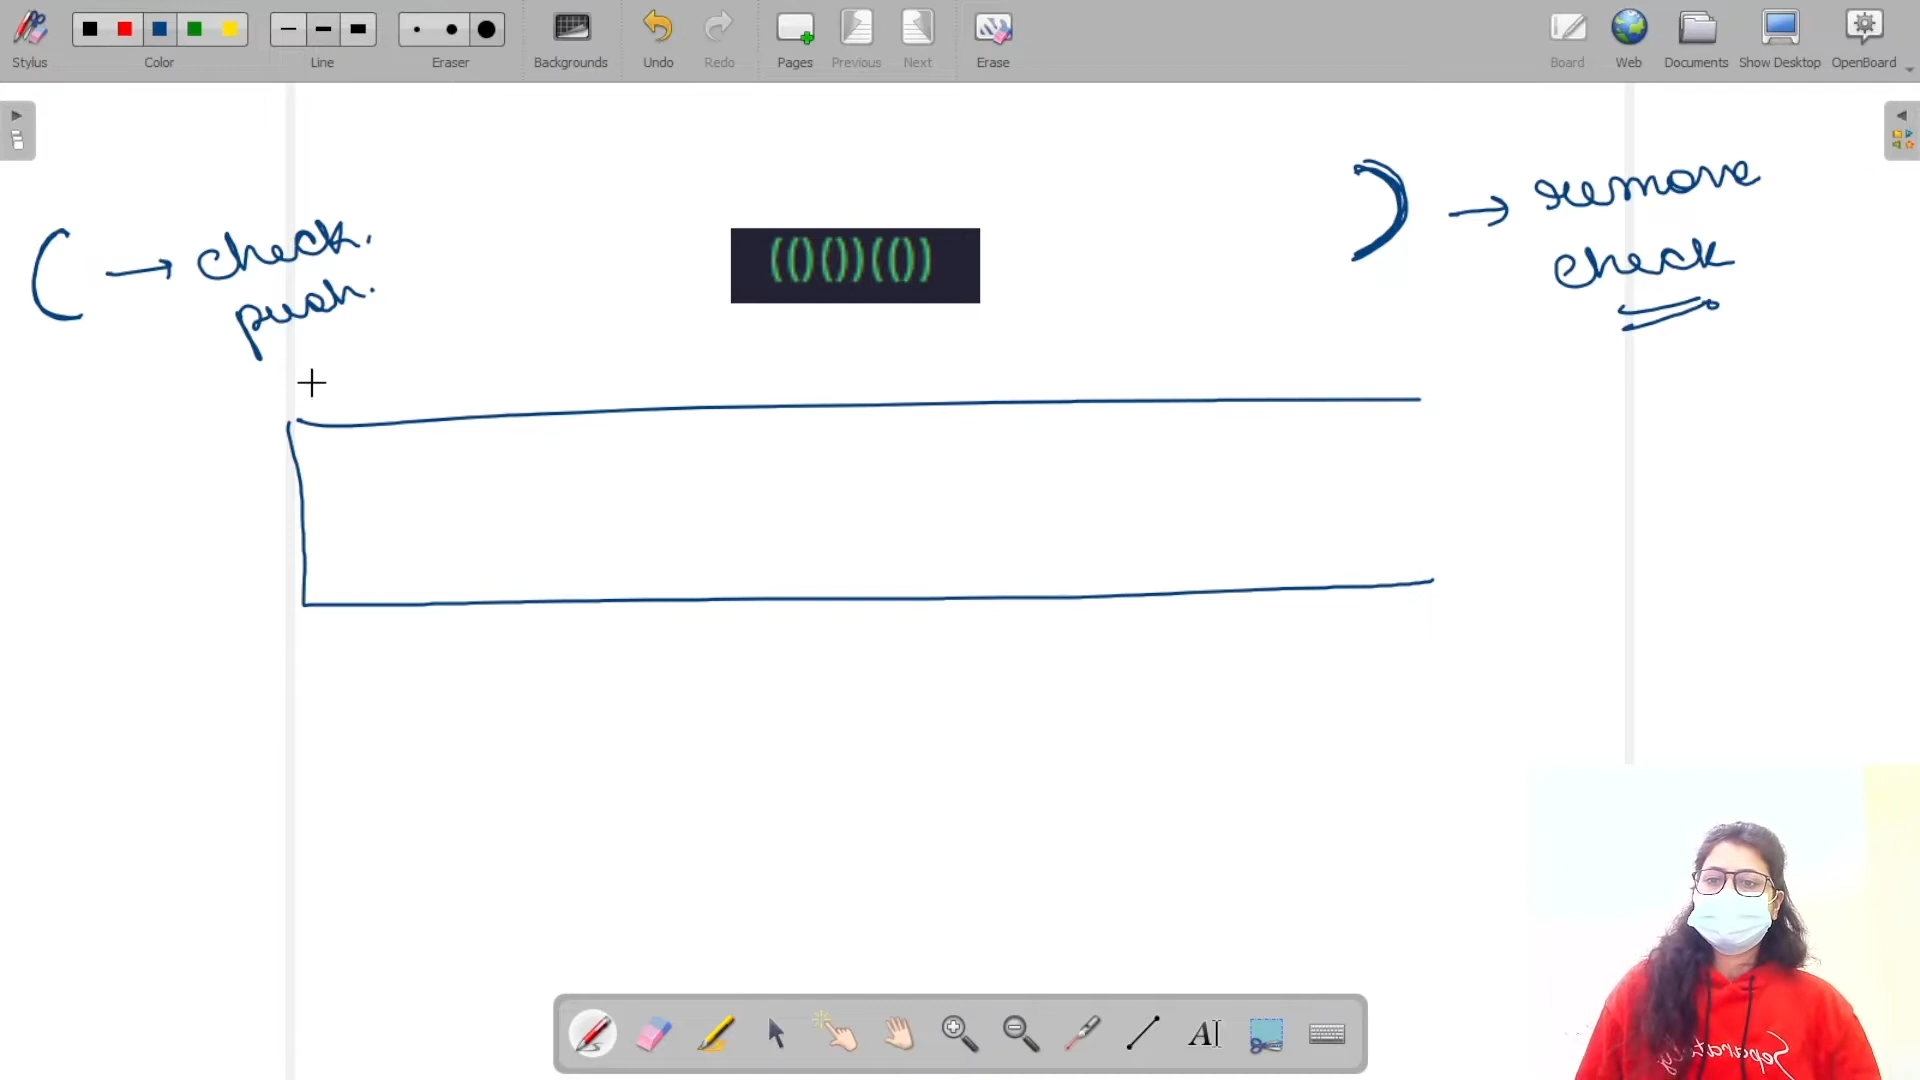 Stylus
Color
Line
Eraser
Backgrounds
Undo
Redo
Pages
Previous
Next
Erase
Board
Web
Documents
Show Desktop
OpenBoard
( → check.
push.
(()())(())
) → remove
check